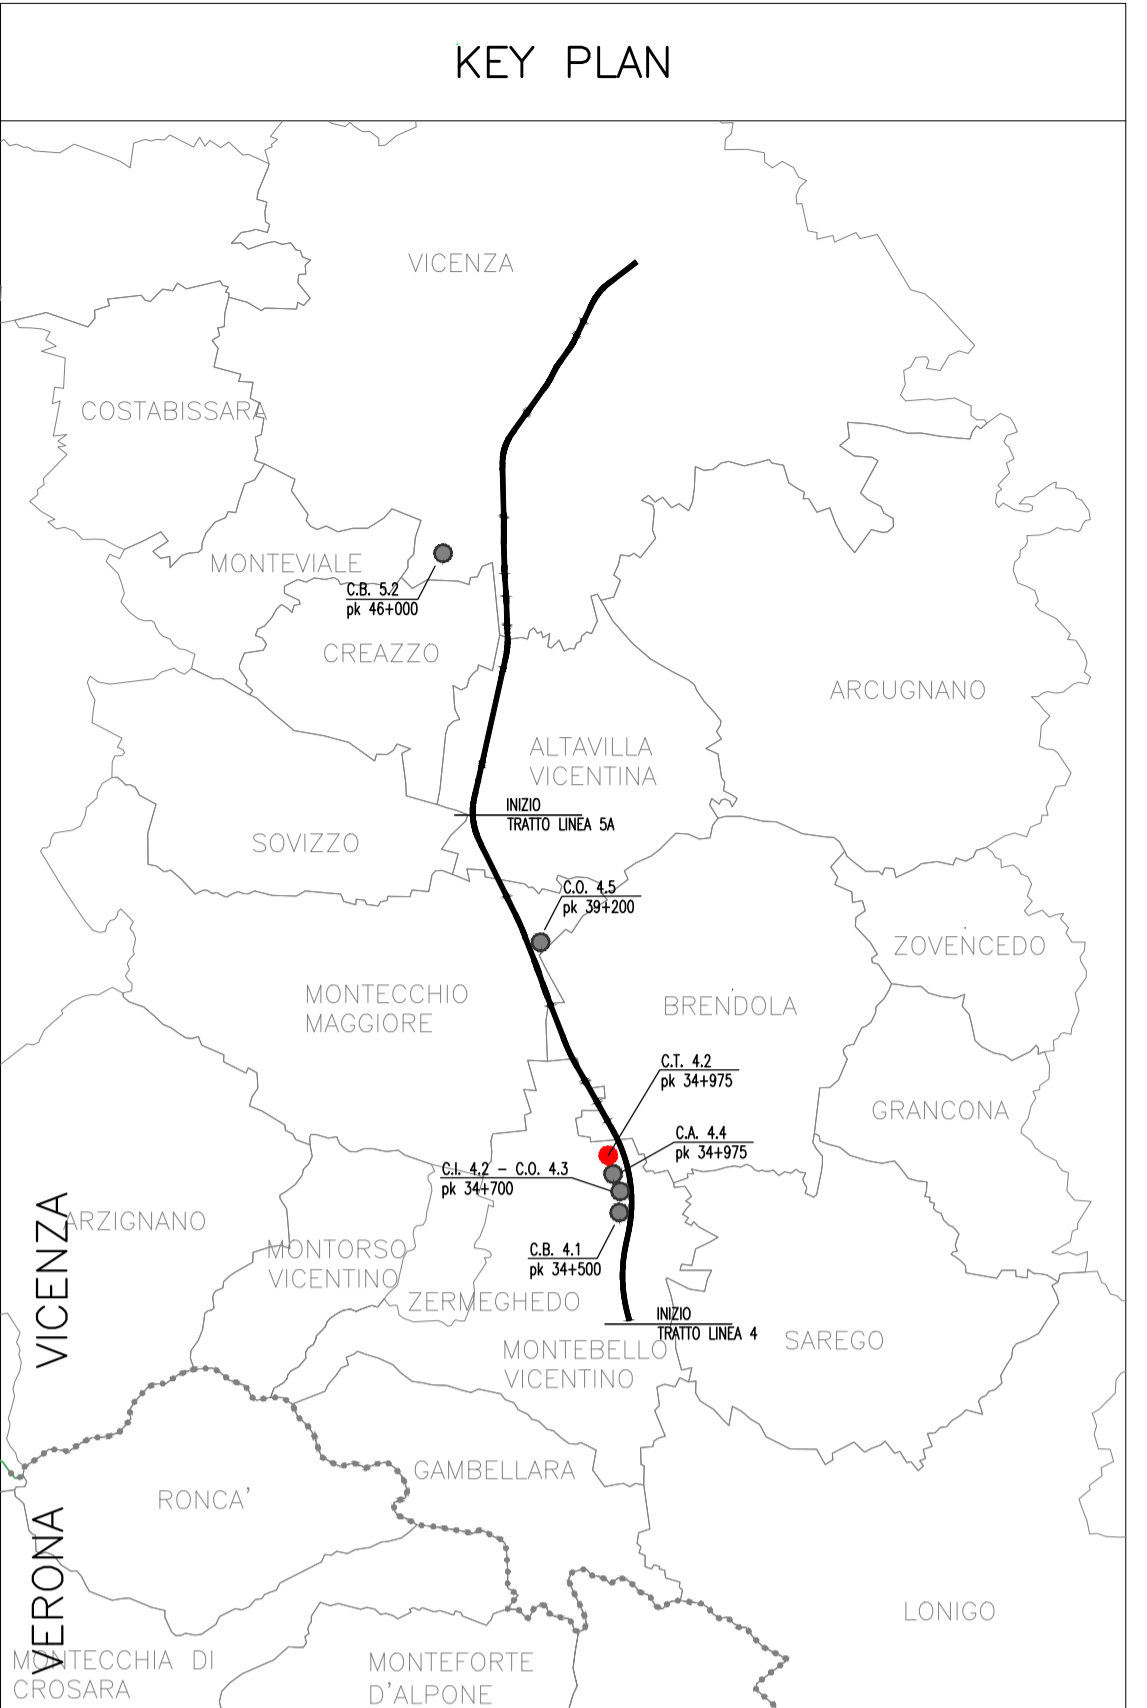 KEY PLAN
VICENZA
COSTABISSARA
MONTEVIALE
C.B. 5.2
pk 46+000
CREAZZO
ARCUGNANO
ALTAVILLA
VICENTINA
INIZIO
TRATTO LINEA 5A
SOVIZZO
C.O. 4.5
pk 39+200
ZOVENCEDO
MONTECCHIO
MAGGIORE
BRENDOLA
C.T. 4.2
pk 34+975
GRANCONA
C.A. 4.4
pk 34+975
C.I. 4.2 - C.O. 4.3
pk 34+700
ARZIGNANO
VICENZA
MONTORSO
VICENTINO
C.B. 4.1
pk 34+500
ZERMEGHEDO
INIZIO
TRATTO LINEA 4
SAREGO
MONTEBELLO
VICENTINO
GAMBELLARA
RONCA'
VERONA
LONIGO
MONTECCHIA DI
CROSARA
MONTEFORTE
D'ALPONE